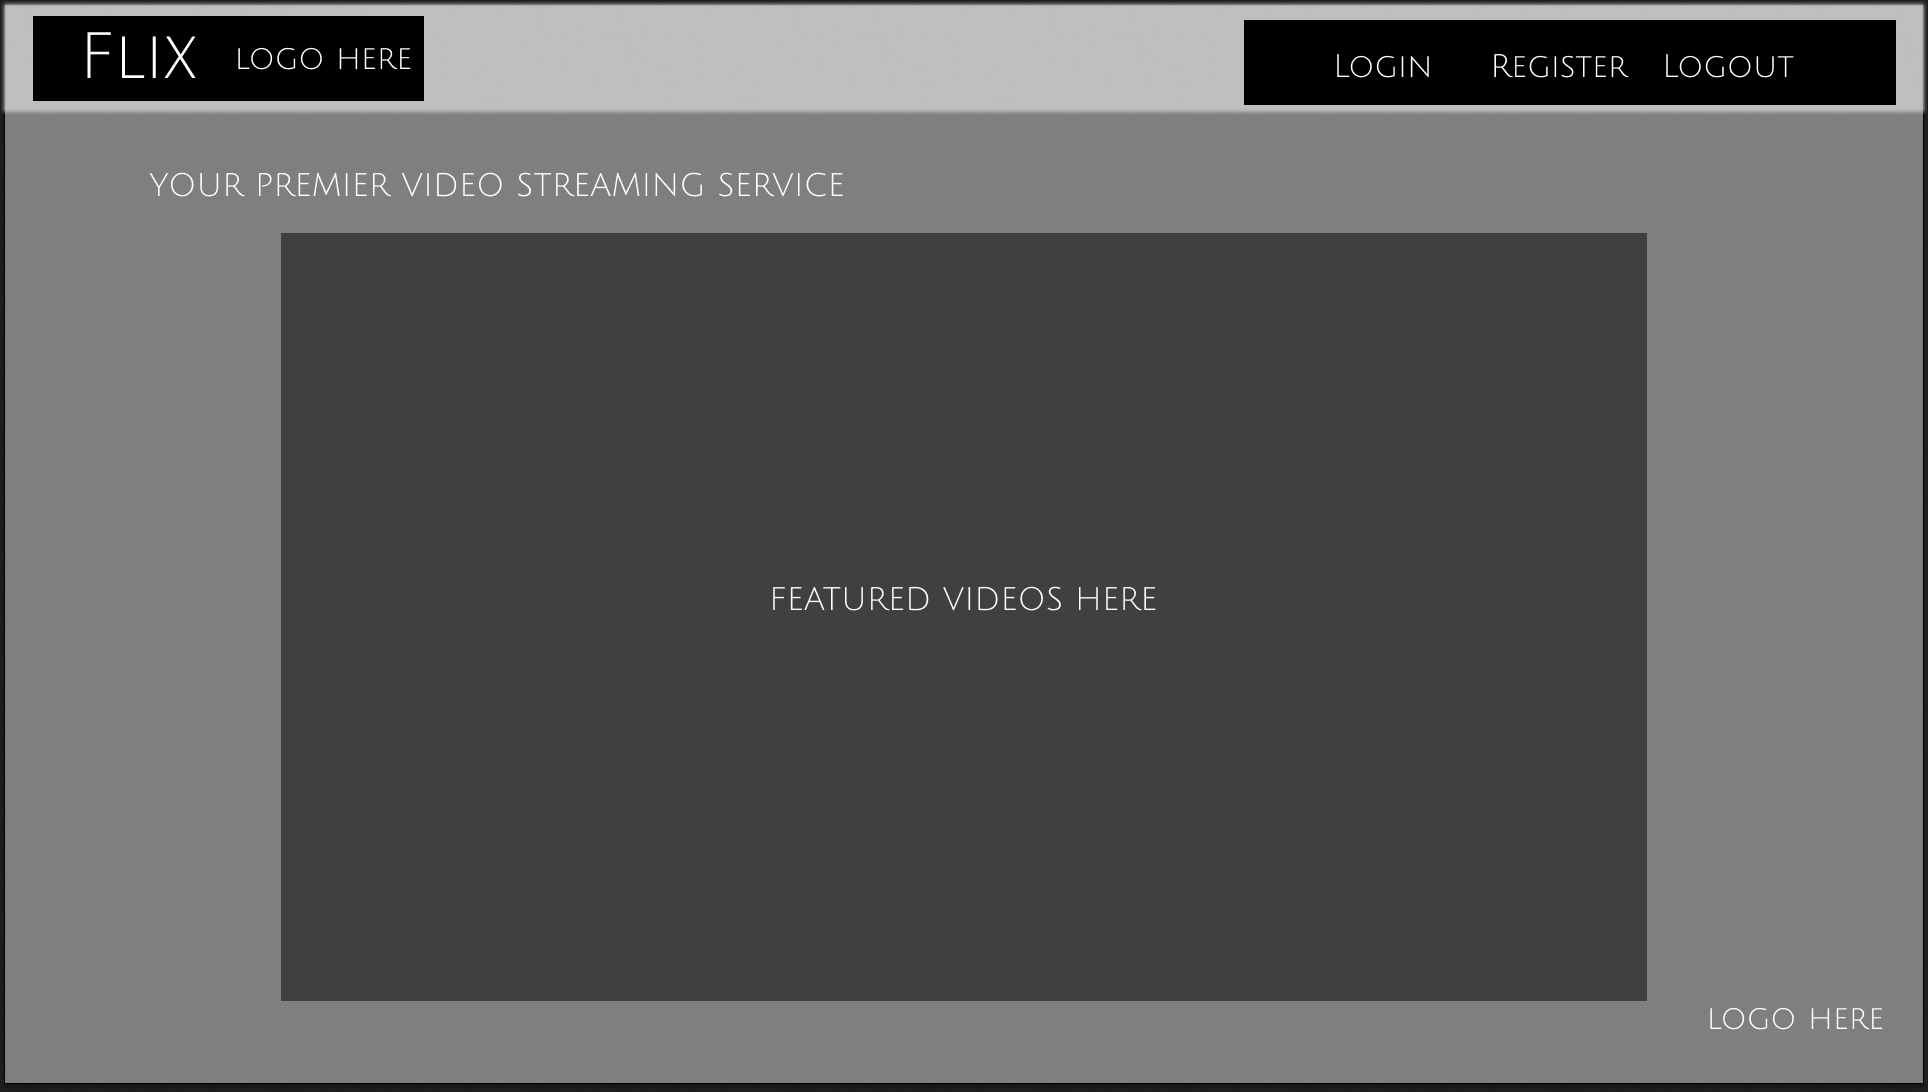 Flix LOGO HERE
Login Register Logout
YOUR PREMIER VIDEO STREAMING SERVICE
FEATURED VIDEOS HERE
LOGO HERE